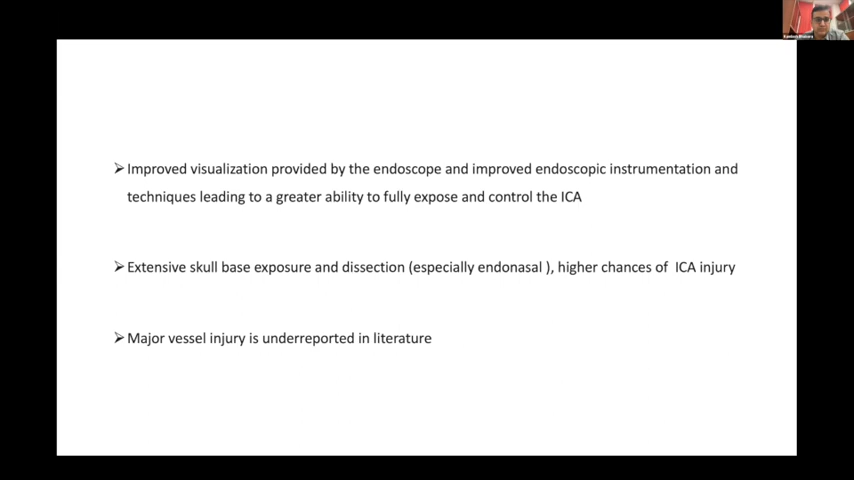 ➢Improved visualization provided by the endoscope and improved endoscopic instrumentation and
techniques leading to a greater ability to fully expose and control the ICA
➢Extensive skull base exposure and dissection (especially endonasal ), higher chances of ICA injury
➢Major vessel injury is underreported in literature